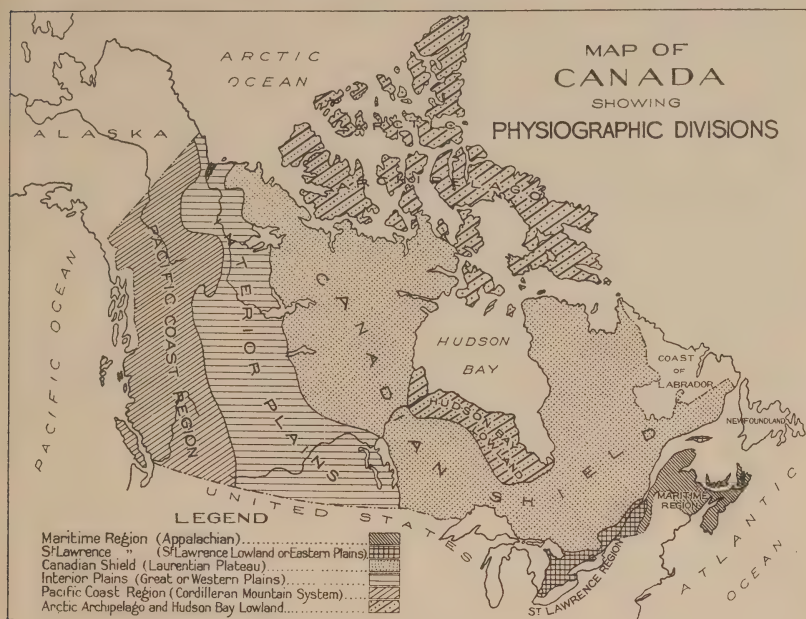 MAP OF
CANADA
SHOWING
PHYSIOGRAPHIC DIVISIONS
ARCTIC
OCEAN
ALASKA
ARCHIPELAGO
PACIFIC OCEAN
PACIFIC COAST REGION
INTERIOR PLAINS
CANADIAN SHIELD
HUDSON
BAY
HUDSON BAY
LOWLAND
COAST
OF
LABRADOR
NEWFOUNDLAND
MARITIME
REGION
ST LAWRENCE REGION
UNITED STATES
ATLANTIC
OCEAN
LEGEND
Maritime Region (Appalachian)
St Lawrence " (St Lawrence Lowland or Eastern Plains)
Canadian Shield (Laurentian Plateau)
Interior Plains (Great or Western Plains)
Pacific Coast Region (Cordilleran Mountain System)
Arctic Archipelago and Hudson Bay Lowland